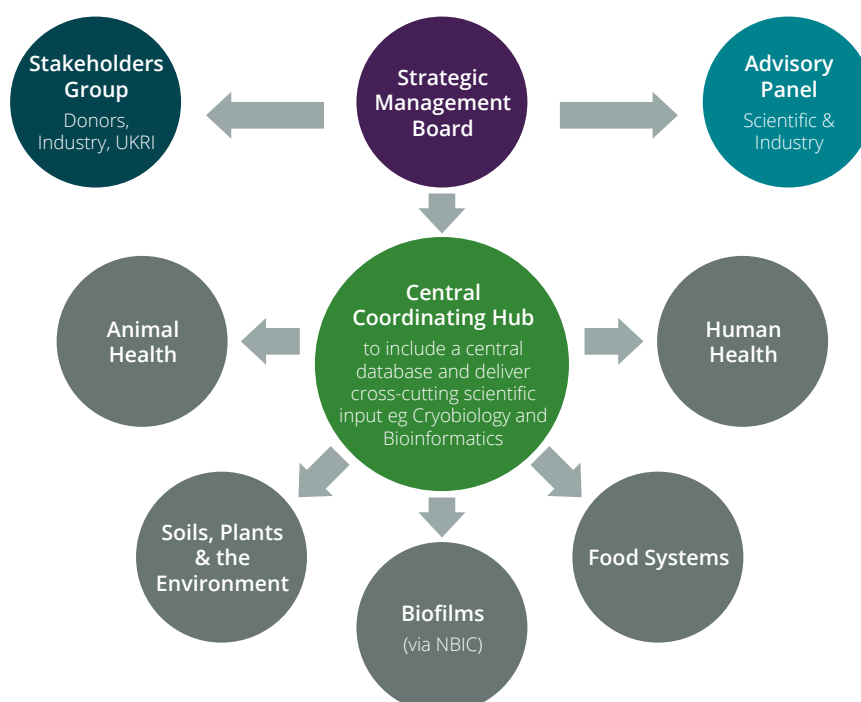 Stakeholders
Group
Donors,
Industry, UKRI
Strategic
Management
Board
Advisory
Panel
Scientific &
Industry
Central
Coordinating Hub
to include a central
database and deliver
cross-cutting scientific
input eg Cryobiology and
Bioinformatics
Animal
Health
Human
Health
Soils, Plants
& the
Environment
Biofilms
(via NBIC)
Food Systems